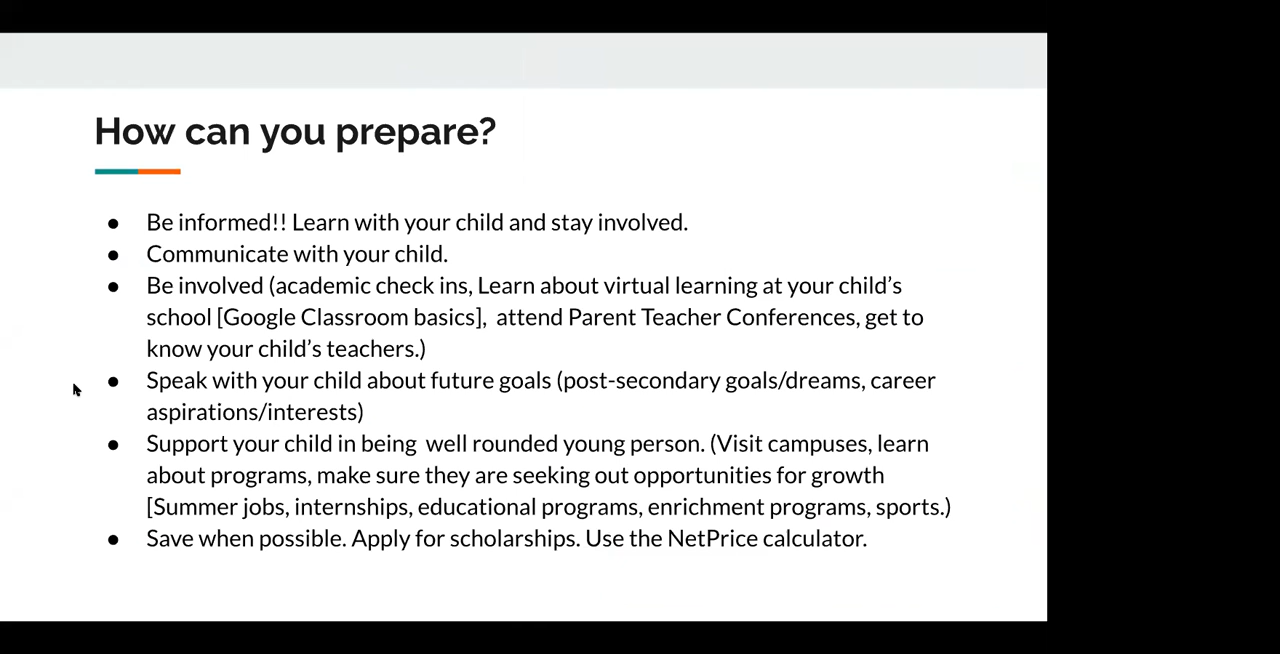 How can you prepare?
● Be informed!! Learn with your child and stay involved.
● Communicate with your child.
● Be involved (academic check ins, Learn about virtual learning at your child’s
school [Google Classroom basics],  attend Parent Teacher Conferences, get to
know your child’s teachers.)
● Speak with your child about future goals (post-secondary goals/dreams, career
aspirations/interests)
● Support your child in being  well rounded young person. (Visit campuses, learn
about programs, make sure they are seeking out opportunities for growth
[Summer jobs, internships, educational programs, enrichment programs, sports.)
● Save when possible. Apply for scholarships. Use the NetPrice calculator.